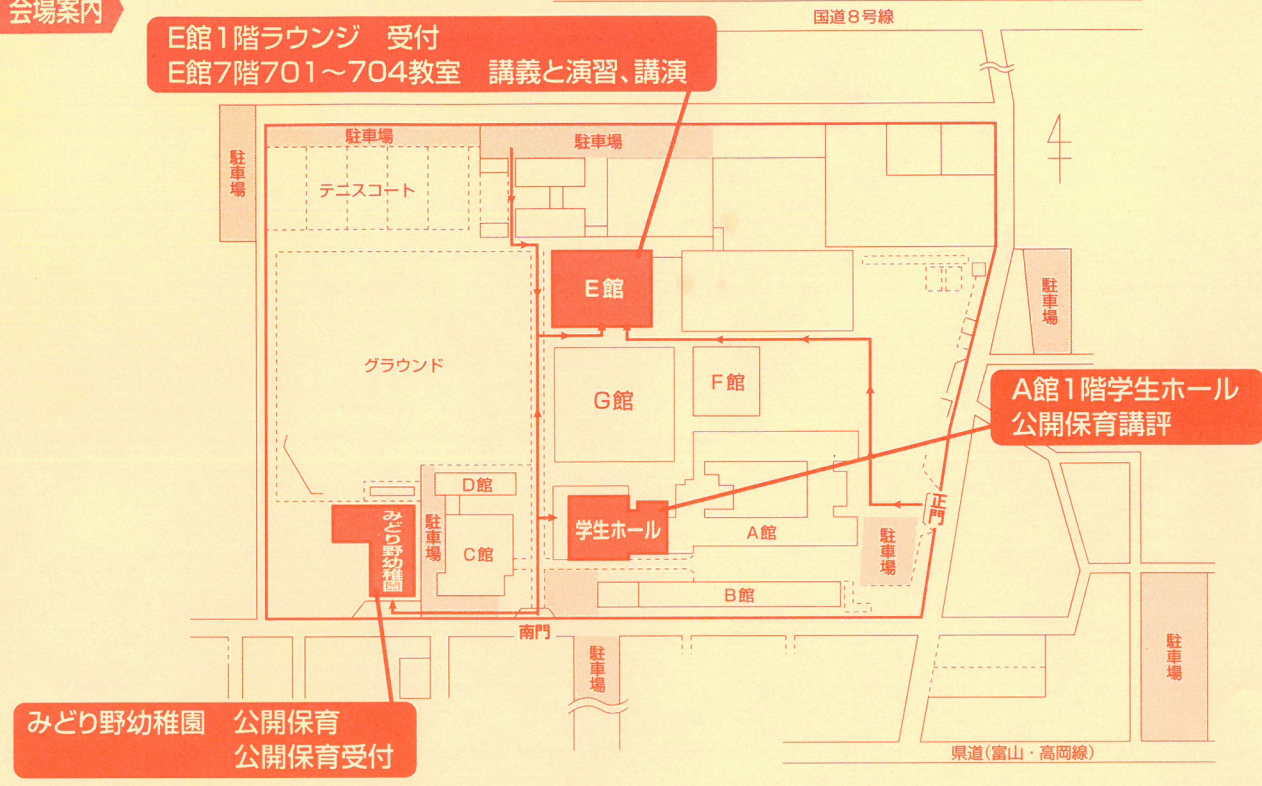 会場案内
国道8号線
E館1階ラウンジ　受付
E館7階701～704教室　講義と演習、講演
駐車場
駐車場
駐車場
テニスコート
E館
駐車場
グラウンド
G館
F館
A館1階学生ホール
公開保育講評
D館
C館
駐車場
みどり野幼稚園
学生ホール
A館
正門
駐車場
B館
南門
駐車場
駐車場
みどり野幼稚園　公開保育
公開保育受付
県道(富山・高岡線)